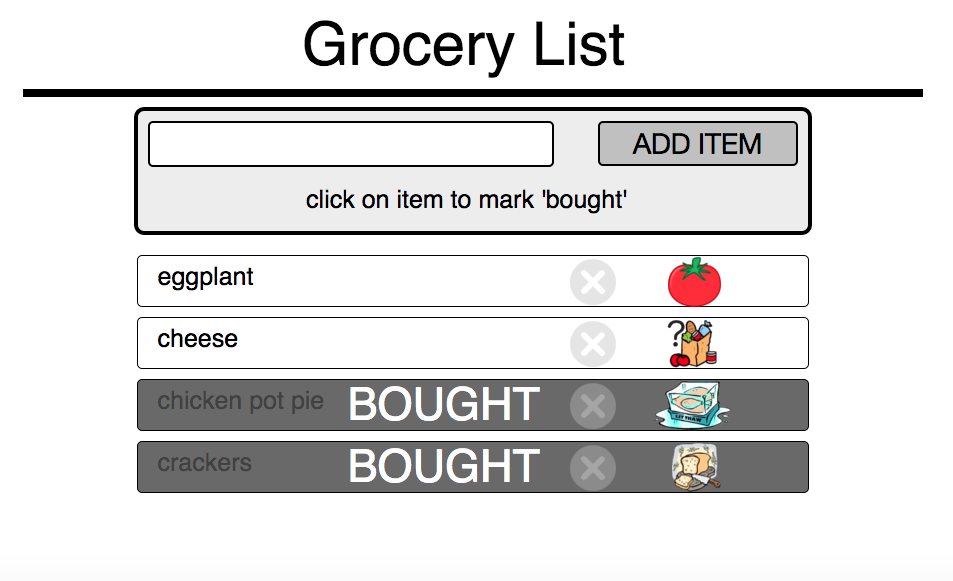 Grocery List
ADD ITEM
click on item to mark 'bought'
eggplant
cheese
?
chicken pot pie BOUGHT
crackers BOUGHT